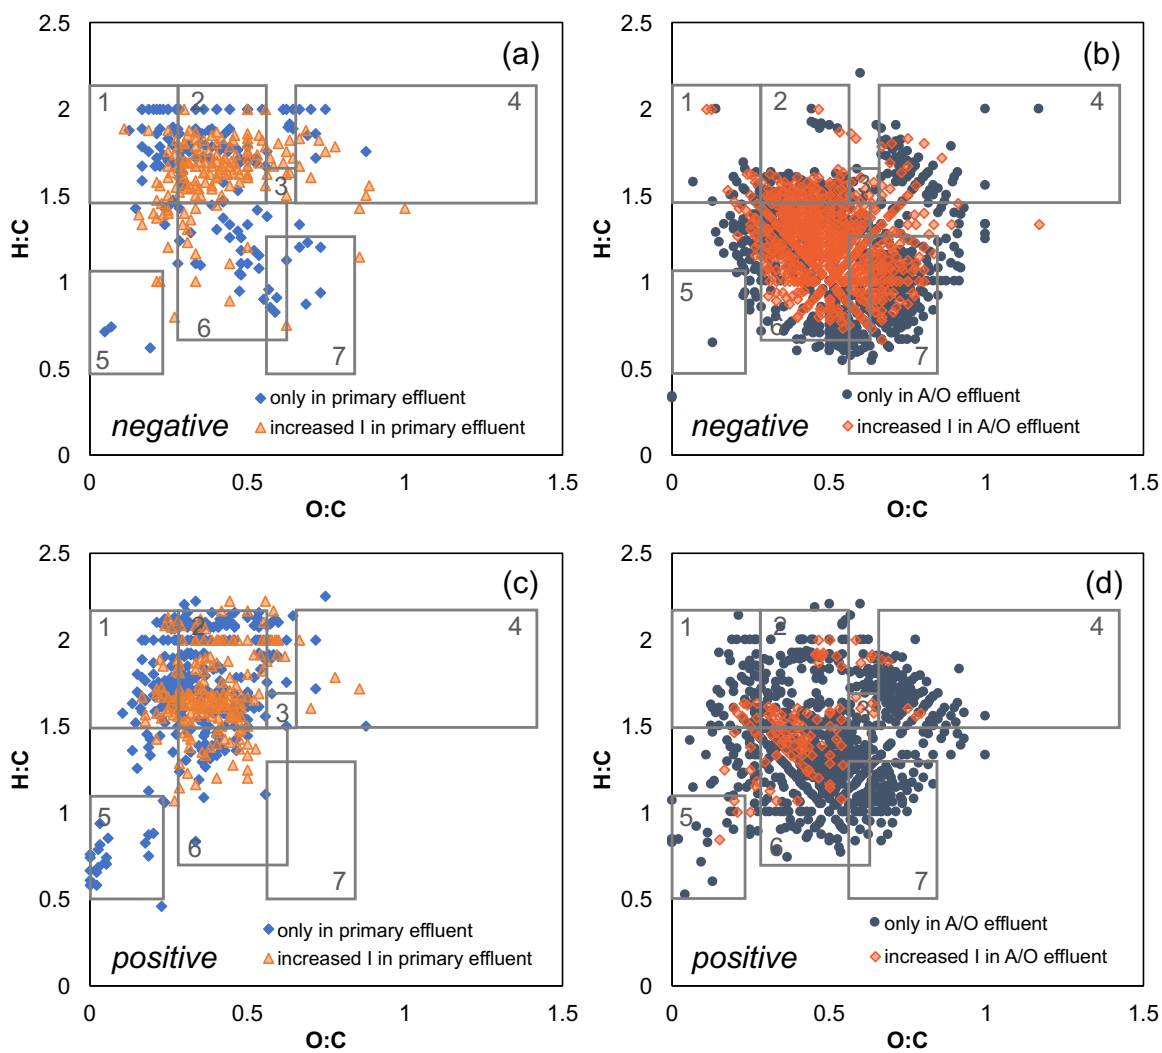 2.5
(a)
1
2
4
2
1.5
3
H:C
1
5
6
7
0.5
only in primary effluent
negative
increased I in primary effluent
0
0
0.5
1
1.5
O:C
2.5
(b)
1
2
4
2
1.5
3
H:C
1
5
6
7
0.5
only in A/O effluent
negative
increased I in A/O effluent
0
0
0.5
1
1.5
O:C
2.5
(c)
1
2
4
2
1.5
3
H:C
1
5
6
7
0.5
only in primary effluent
positive
increased I in primary effluent
0
0
0.5
1
1.5
O:C
2.5
(d)
1
2
4
2
1.5
3
H:C
1
5
6
7
0.5
only in A/O effluent
positive
increased I in A/O effluent
0
0
0.5
1
1.5
O:C